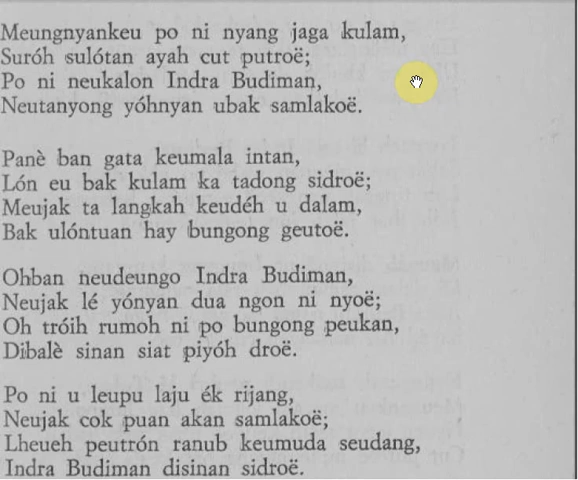 Meungnyankeu po ni nyang jaga kulam,
Suróh sulótan ayah cut putroë;
Po ni neukalon Indra Budiman,
Neutanyong yóhnyan ubak samlakoë.
Panè ban gata keumala intan,
Lón eu bak kulam ka tadong sidroë;
Meujak ta langkah keudéh u dalam,
Bak ulóntuan hay bungong geutoë.
Ohban neudeungo Indra Budiman,
Neujak lé yónyan dua ngon ni nyoë;
Oh tróih rumoh ni po bungong peukan,
Dibalè sinan siat piyóh droë.
Po ni u leupu laju ék rijang,
Neujak cok puan akan samlakoë;
Lheueh peutrón ranub keumuda seudang,
Indra Budiman disinan sidroë.